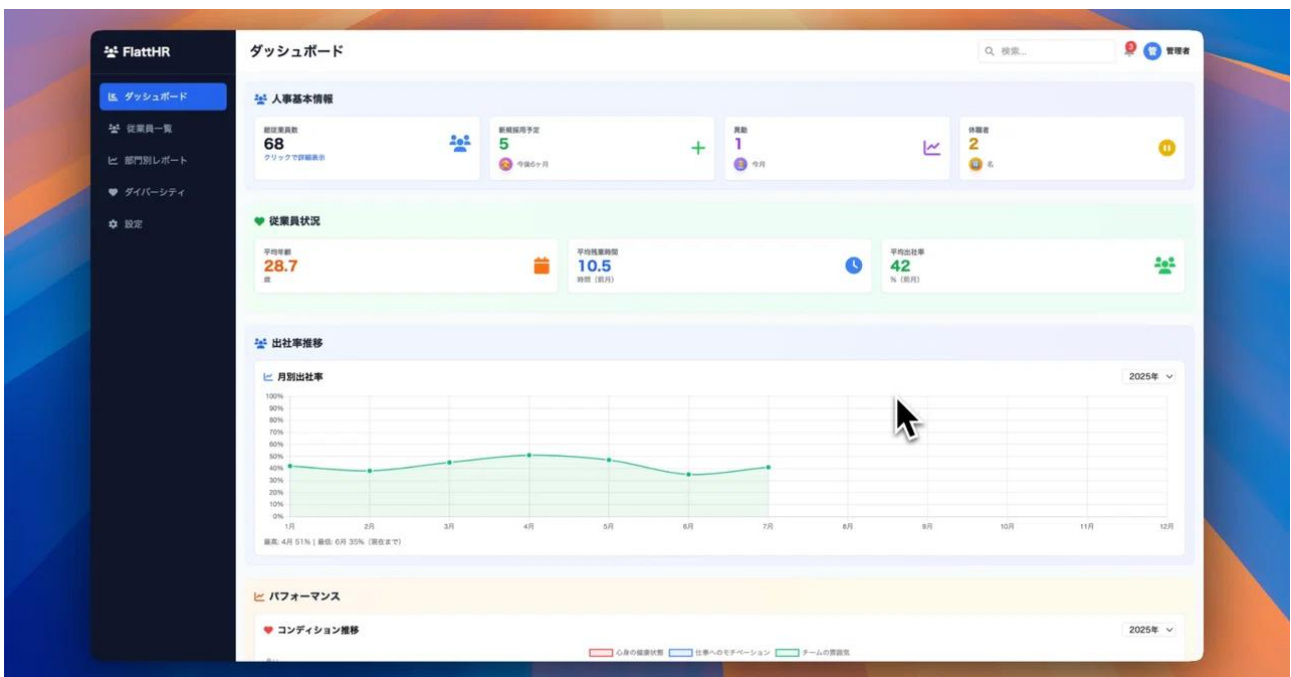 FlattHR
ダッシュボード
従業員一覧
部門別レポート
ダイバーシティ
設定
ダッシュボード
検索...
3
管
管理者
人事基本情報
総従業員数
68
クリックで詳細表示
新規採用予定
5
今後6ヶ月
異動
1
今月
休職者
2
名
従業員状況
平均年齢
28.7
歳
平均残業時間
10.5
時間（前月）
平均出社率
42
%（前月）
出社率推移
月別出社率
2025年
100%
90%
80%
70%
60%
50%
40%
30%
20%
10%
0%
1月 2月 3月 4月 5月 6月 7月 8月 9月 10月 11月 12月
最高: 4月 51% | 最低: 6月 35%（現在まで）
パフォーマンス
コンディション推移
2025年
心身の健康状態 仕事へのモチベーション チームの雰囲気